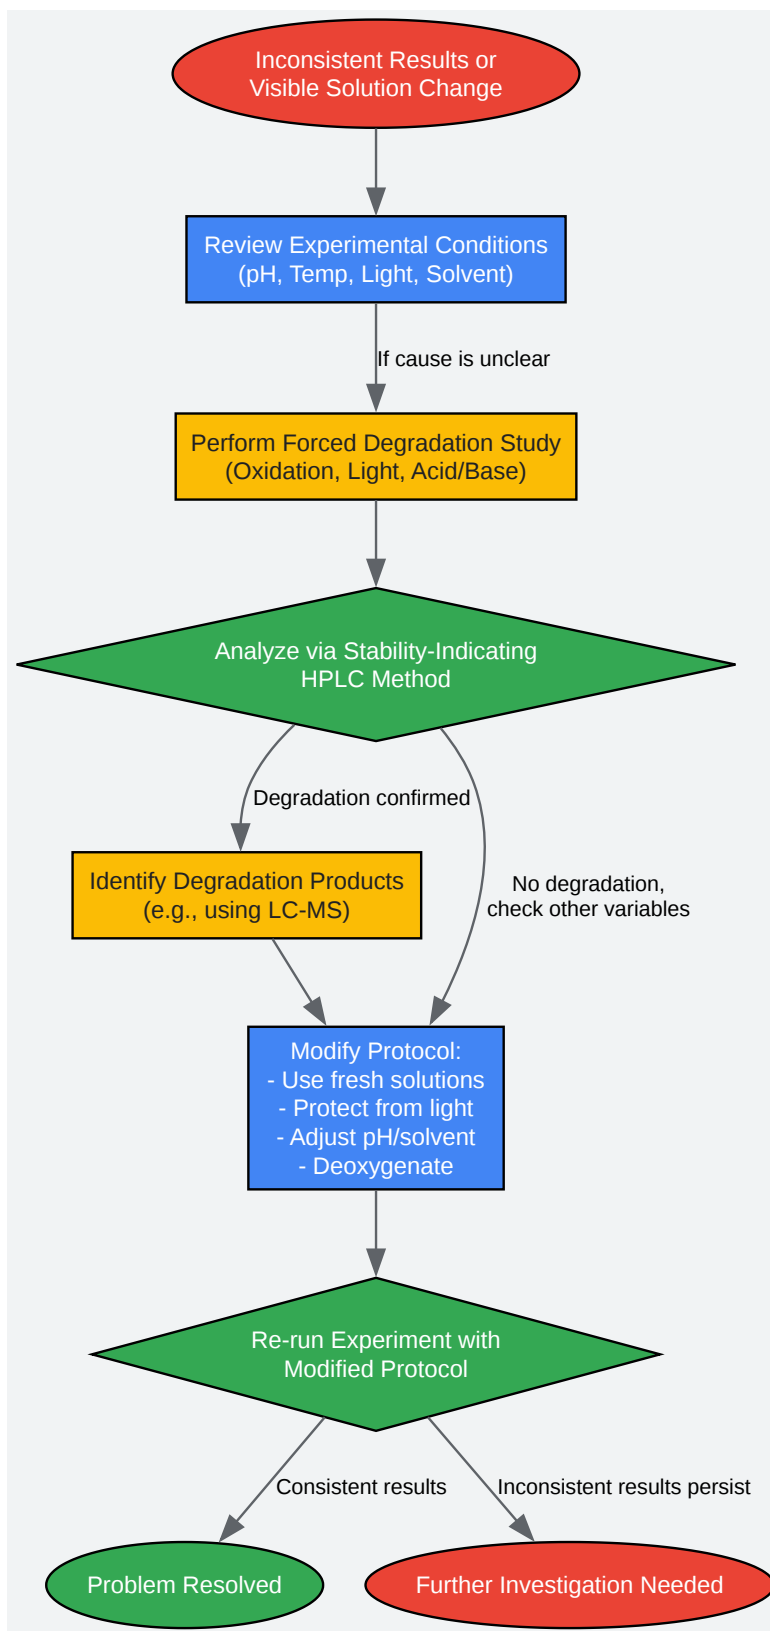 Inconsistent Results or
Visible Solution Change
Review Experimental Conditions
(pH, Temp, Light, Solvent)
If cause is unclear
Perform Forced Degradation Study
(Oxidation, Light, Acid/Base)
Analyze via Stability-Indicating
HPLC Method
Degradation confirmed
Identify Degradation Products
(e.g., using LC-MS)
No degradation,
check other variables
Modify Protocol:
- Use fresh solutions
- Protect from light
- Adjust pH/solvent
- Deoxygenate
Re-run Experiment with
Modified Protocol
Consistent results
Inconsistent results persist
Problem Resolved
Further Investigation Needed